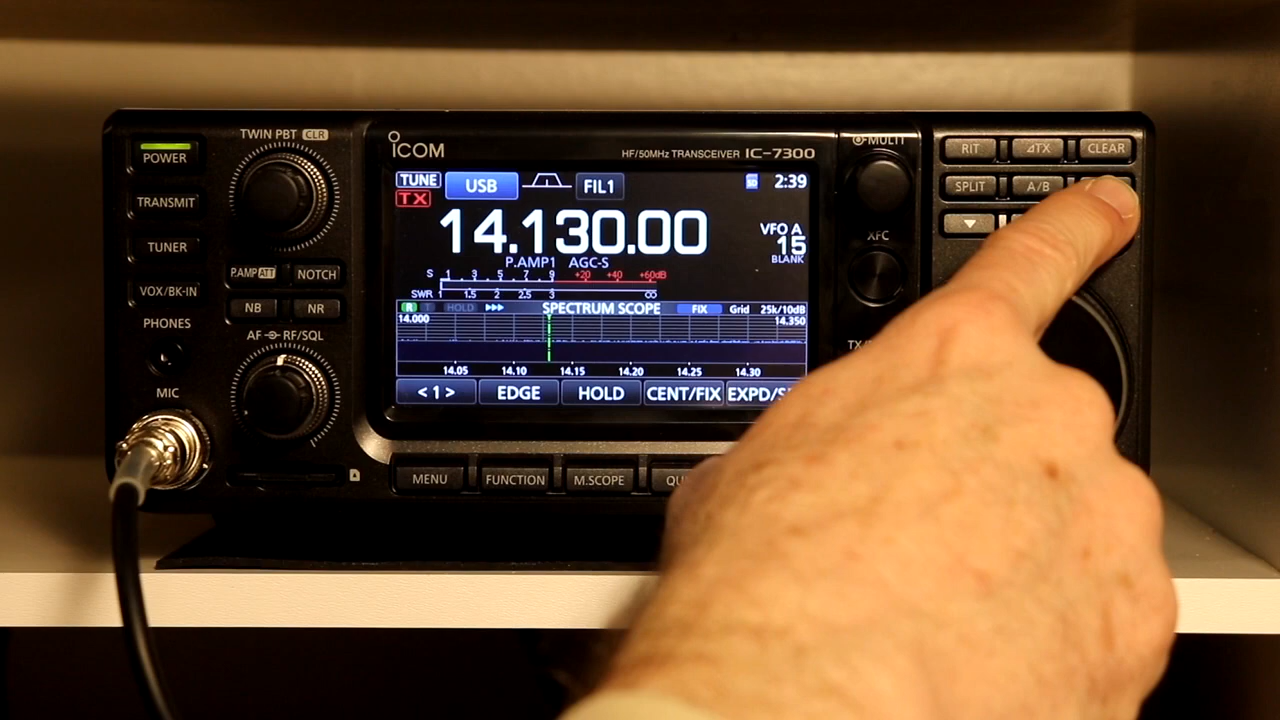 POWER
TRANSMIT
TUNER
VOX/BK-IN
PHONES
MIC
TWIN PBT CLR
P.AMP ATT NOTCH
NB NR
AF RF/SQL
ICOM
HF/50MHz TRANSCEIVER IC-7300
TUNE USB FIL1 SD 2:39
TX
14.130.00
VFO A
15
BLANK
P.AMP1 AGC-S
S 1 3 5 7 9 +20 +40 +60dB
SWR 1 1.5 2 2.5 3 ∞
R T HOLD SPECTRUM SCOPE FIX Grid 25k/10dB
14.000 14.350
14.05 14.10 14.15 14.20 14.25 14.30
<1> EDGE HOLD CENT/FIX
MENU FUNCTION M.SCOPE
MULTI
XFC
RIT ⊿TX CLEAR
SPLIT A/B